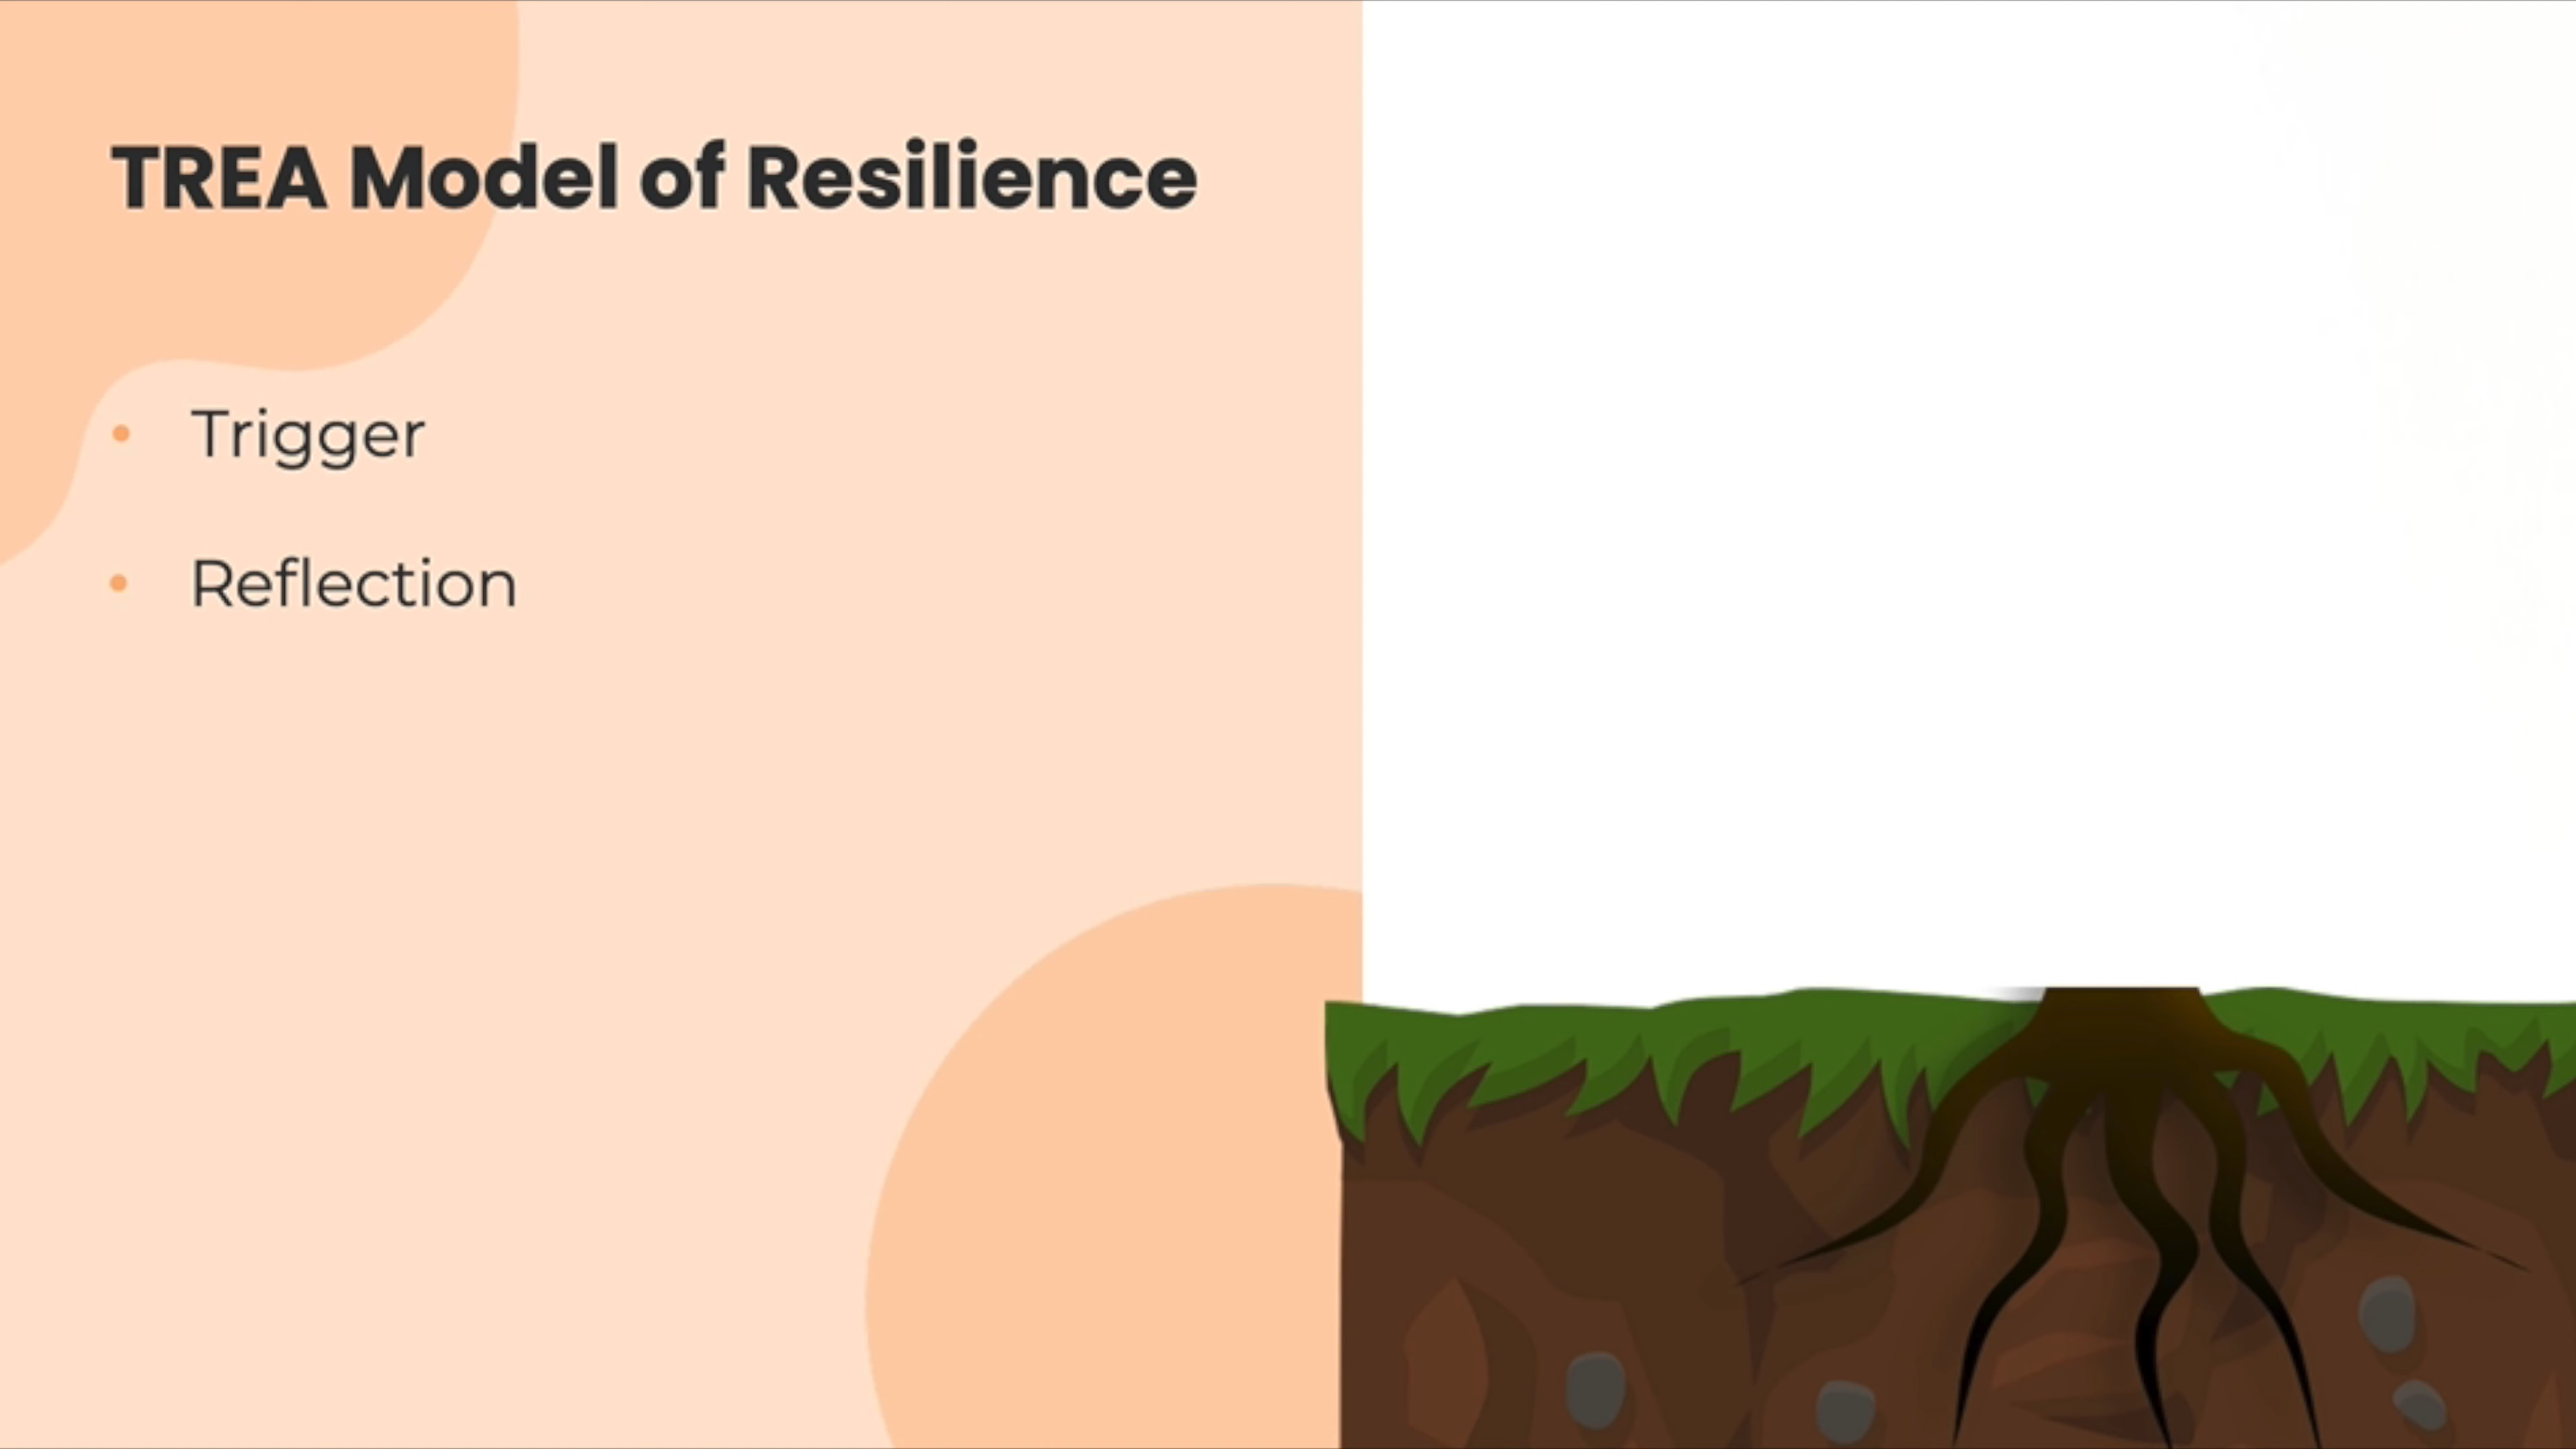 TREA Model of Resilience
• Trigger
• Reflection